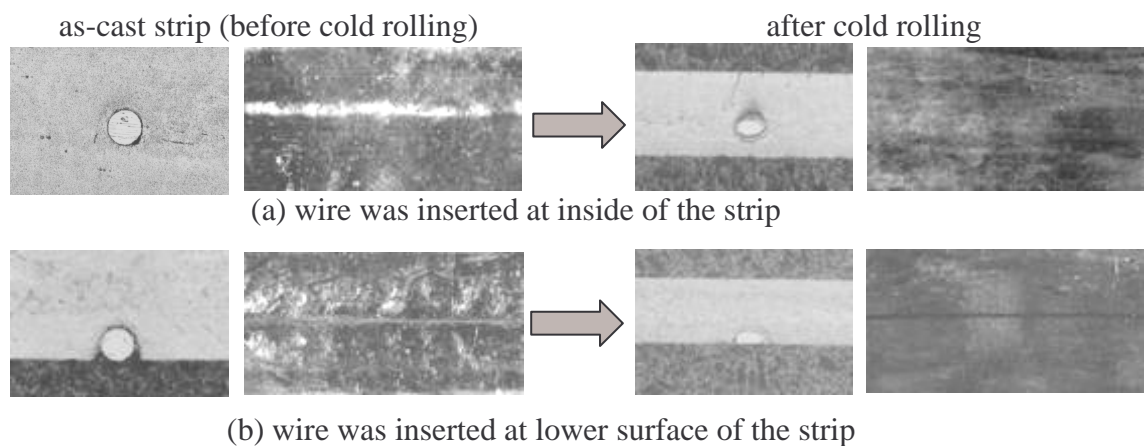 as-cast strip (before cold rolling)
after cold rolling
(a) wire was inserted at inside of the strip
(b) wire was inserted at lower surface of the strip